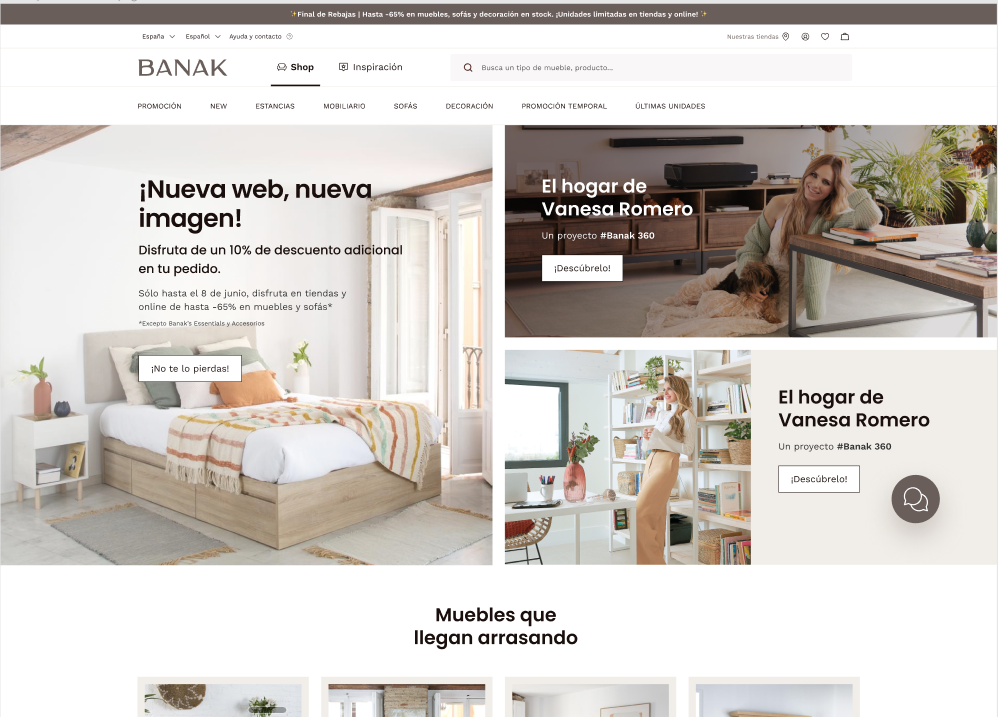 ✨Final de Rebajas | Hasta -65% en muebles, sofás y decoración en stock. ¡Unidades limitadas en tiendas y online! ✨
España Español Ayuda y contacto Nuestras tiendas
BANAK Shop Inspiración Busca un tipo de mueble, producto...
PROMOCIÓN NEW ESTANCIAS MOBILIARIO SOFÁS DECORACIÓN PROMOCIÓN TEMPORAL ÚLTIMAS UNIDADES
¡Nueva web, nueva
imagen!
Disfruta de un 10% de descuento adicional
en tu pedido.
Sólo hasta el 8 de junio, disfruta en tiendas y
online de hasta -65% en muebles y sofás*
*Excepto Banak's Essentials y Accesorios
¡No te lo pierdas!
El hogar de
Vanesa Romero
Un proyecto #Banak 360
¡Descúbrelo!
El hogar de
Vanesa Romero
Un proyecto #Banak 360
¡Descúbrelo!
Muebles que
llegan arrasando